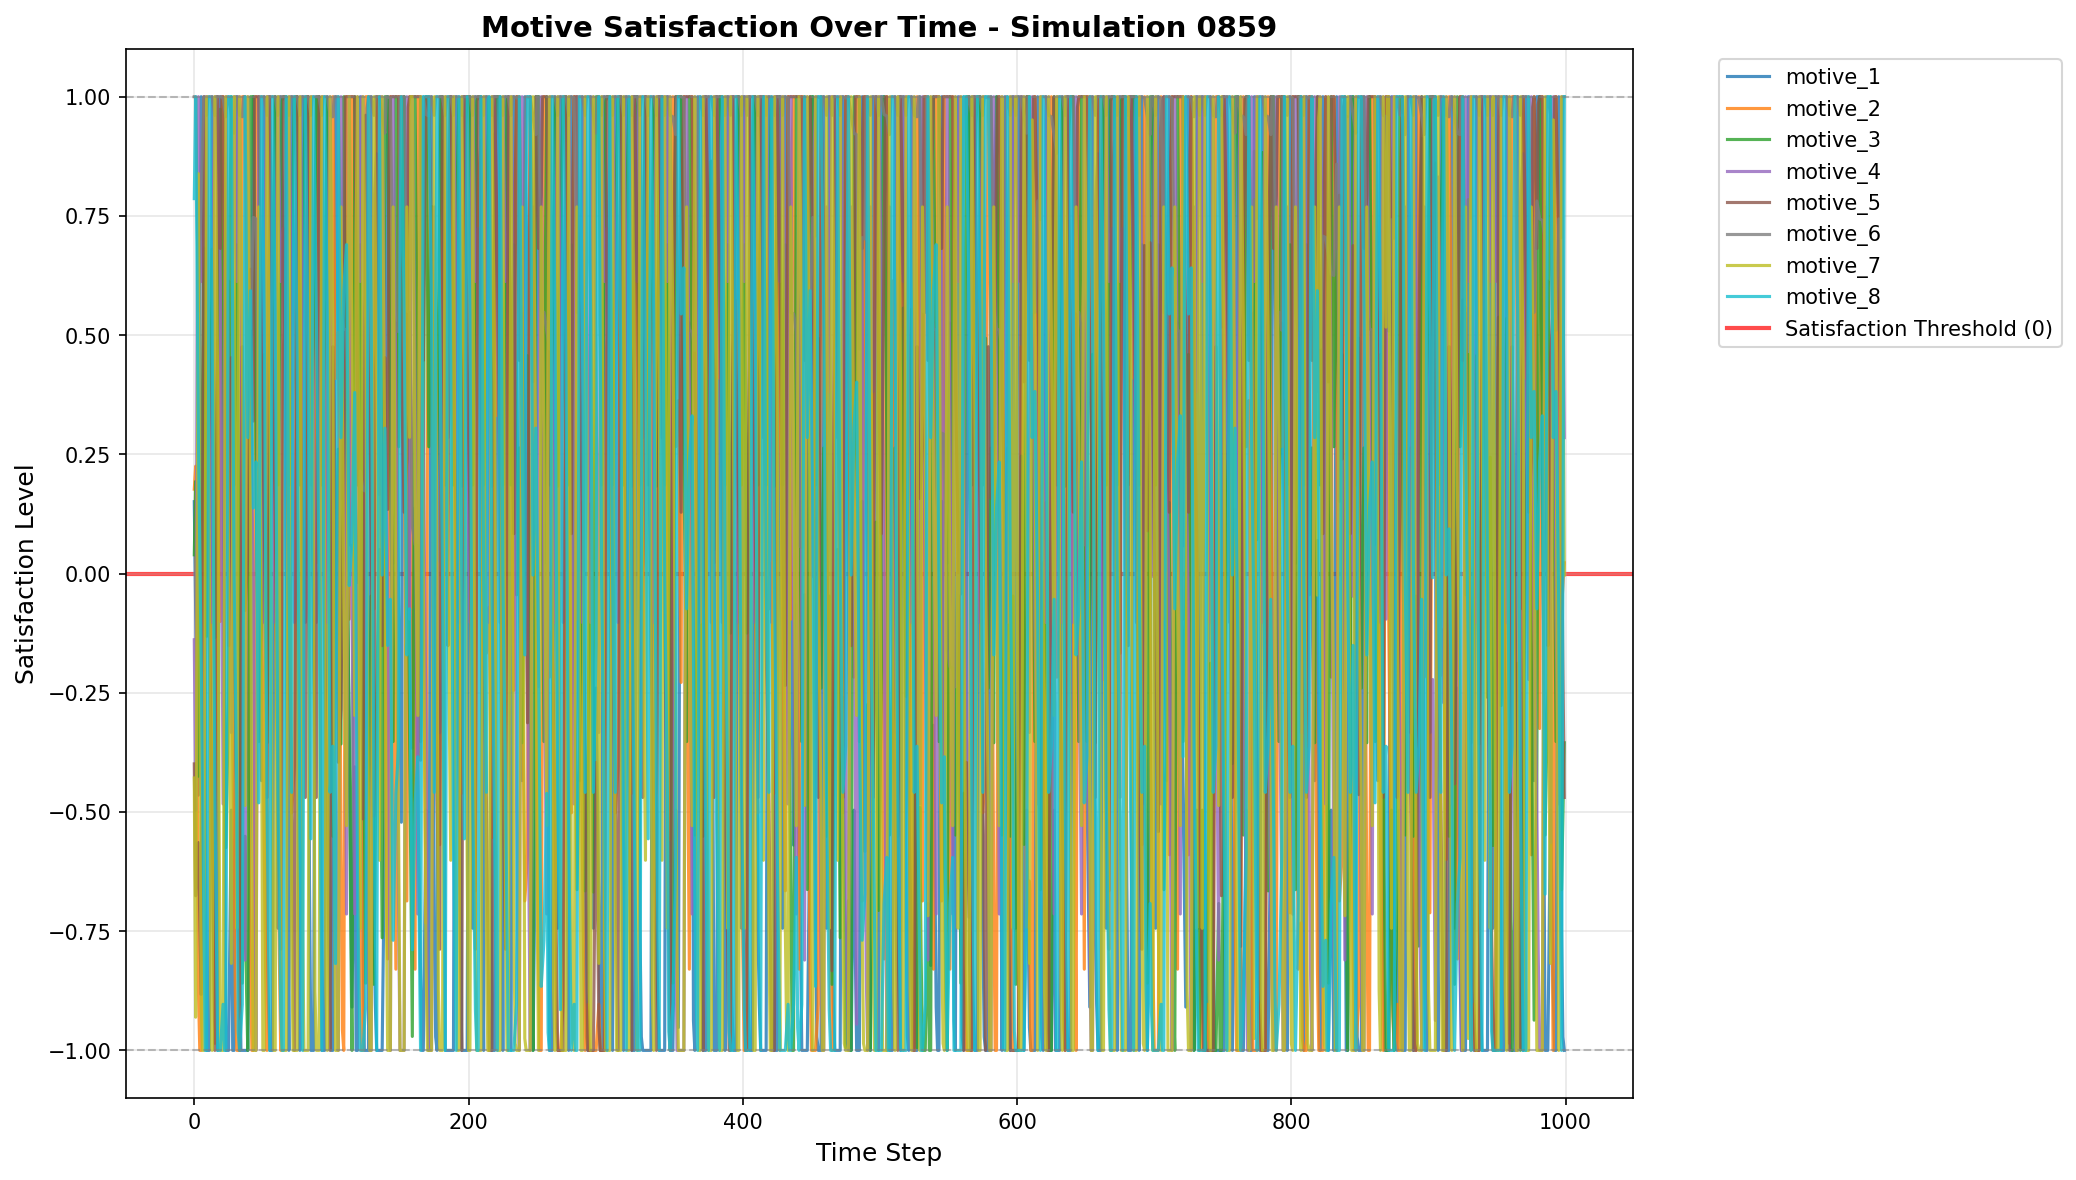 Motive Satisfaction Over Time - Simulation 0859
1.00
0.75
0.50
0.25
0.00
−0.25
−0.50
−0.75
−1.00
Satisfaction Level
0
200
400
600
800
1000
Time Step
motive_1
motive_2
motive_3
motive_4
motive_5
motive_6
motive_7
motive_8
Satisfaction Threshold (0)